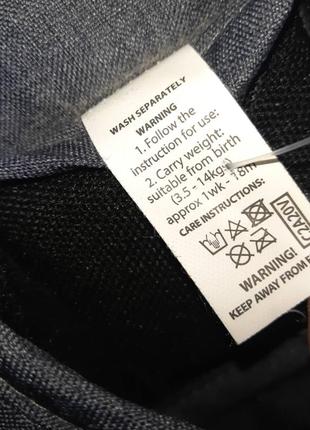 WASH SEPARATELY
WARNING
1. Follow the
instruction for use:
2. Carry weight:
suitable from birth
(3.5 - 14kgs
approx 1wk - 18m
CARE INSTRUCTIONS:
ZA20V
WARNING!
KEEP AWAY FROM